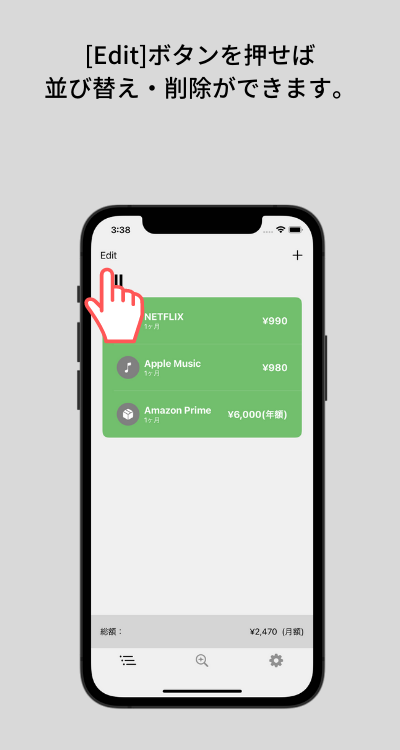 [Edit]ボタンを押せば
並び替え・削除ができます。
3:38
Edit
NETFLIX
¥990
1ヶ月
Apple Music
¥980
1ヶ月
Amazon Prime
¥6,000(年額)
1ヶ月
総額：
¥2,470 (月額)